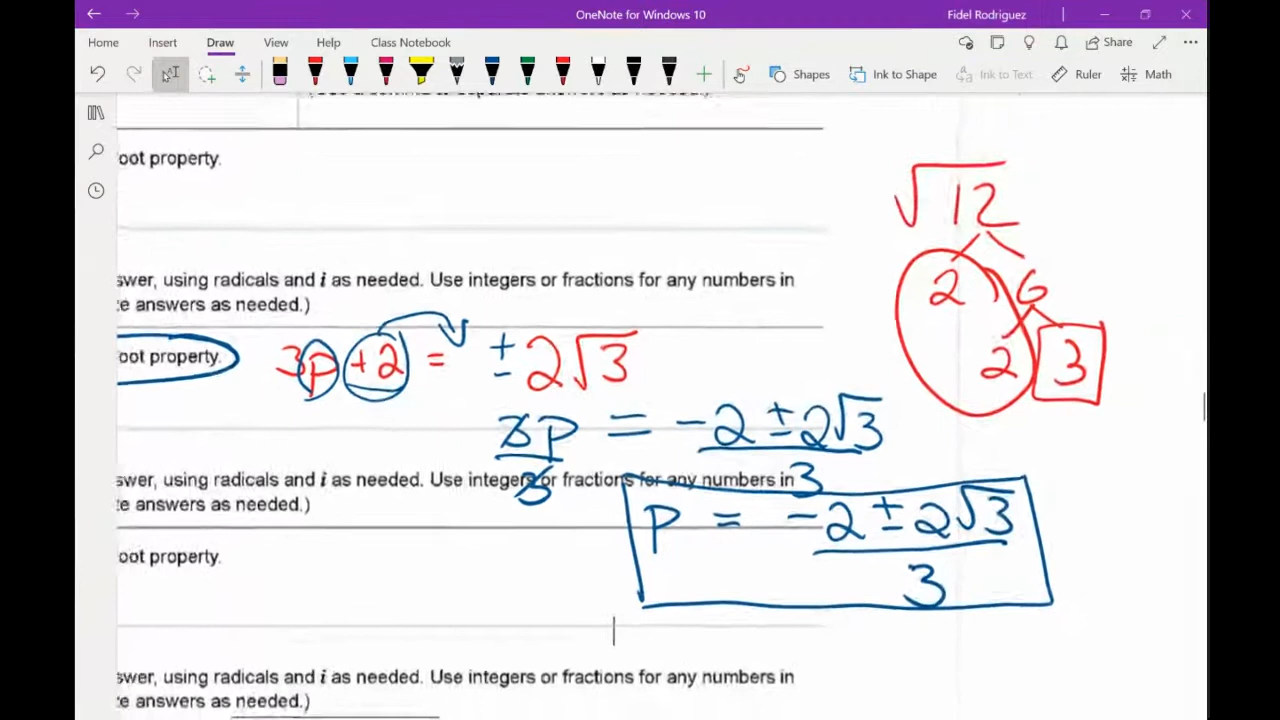 OneNote for Windows 10
Fidel Rodriguez
Home Insert Draw View Help Class Notebook
Share
Shapes Ink to Shape Ink to Text Ruler Math
oot property.
√12
2 6
2 3
swer, using radicals and i as needed. Use integers or fractions for any numbers in
te answers as needed.)
oot property.
3p +2 = ± 2√3
3p = -2 ± 2√3
3 3
swer, using radicals and i as needed. Use integers or fractions for any numbers in
te answers as needed.)
p = -2 ± 2√3
3
oot property.
swer, using radicals and i as needed. Use integers or fractions for any numbers in
te answers as needed.)